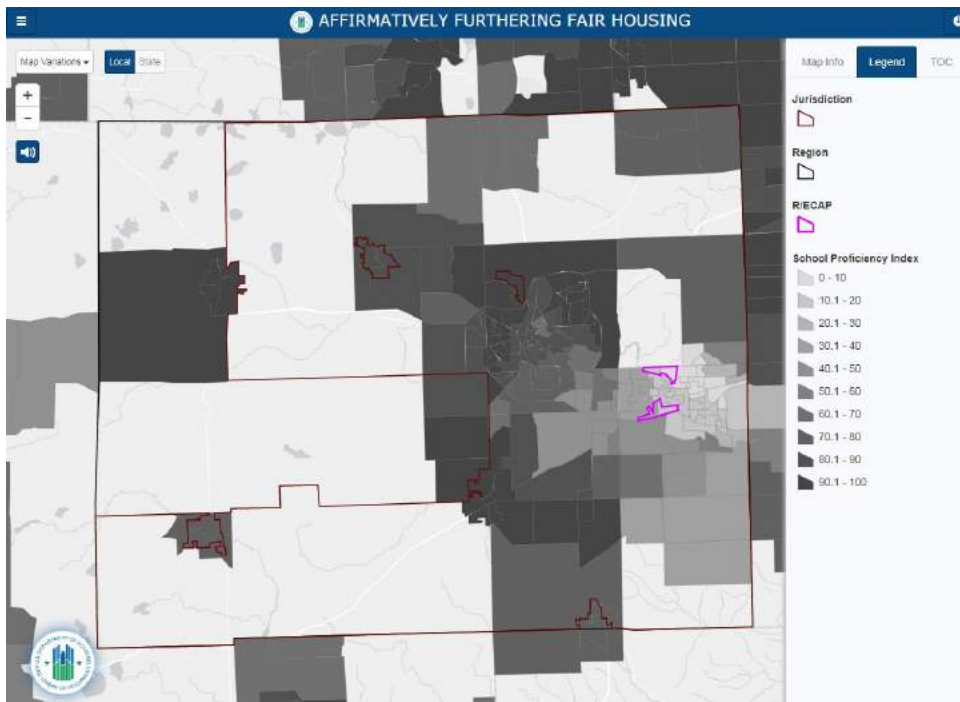 AFFIRMATIVELY FURTHERING FAIR HOUSING
Map Variations
Local State
+
−
Map Info Legend TOC
Jurisdiction
Region
R/ECAP
School Proficiency Index
0 - 10
10.1 - 20
20.1 - 30
30.1 - 40
40.1 - 50
50.1 - 60
60.1 - 70
70.1 - 80
80.1 - 90
90.1 - 100